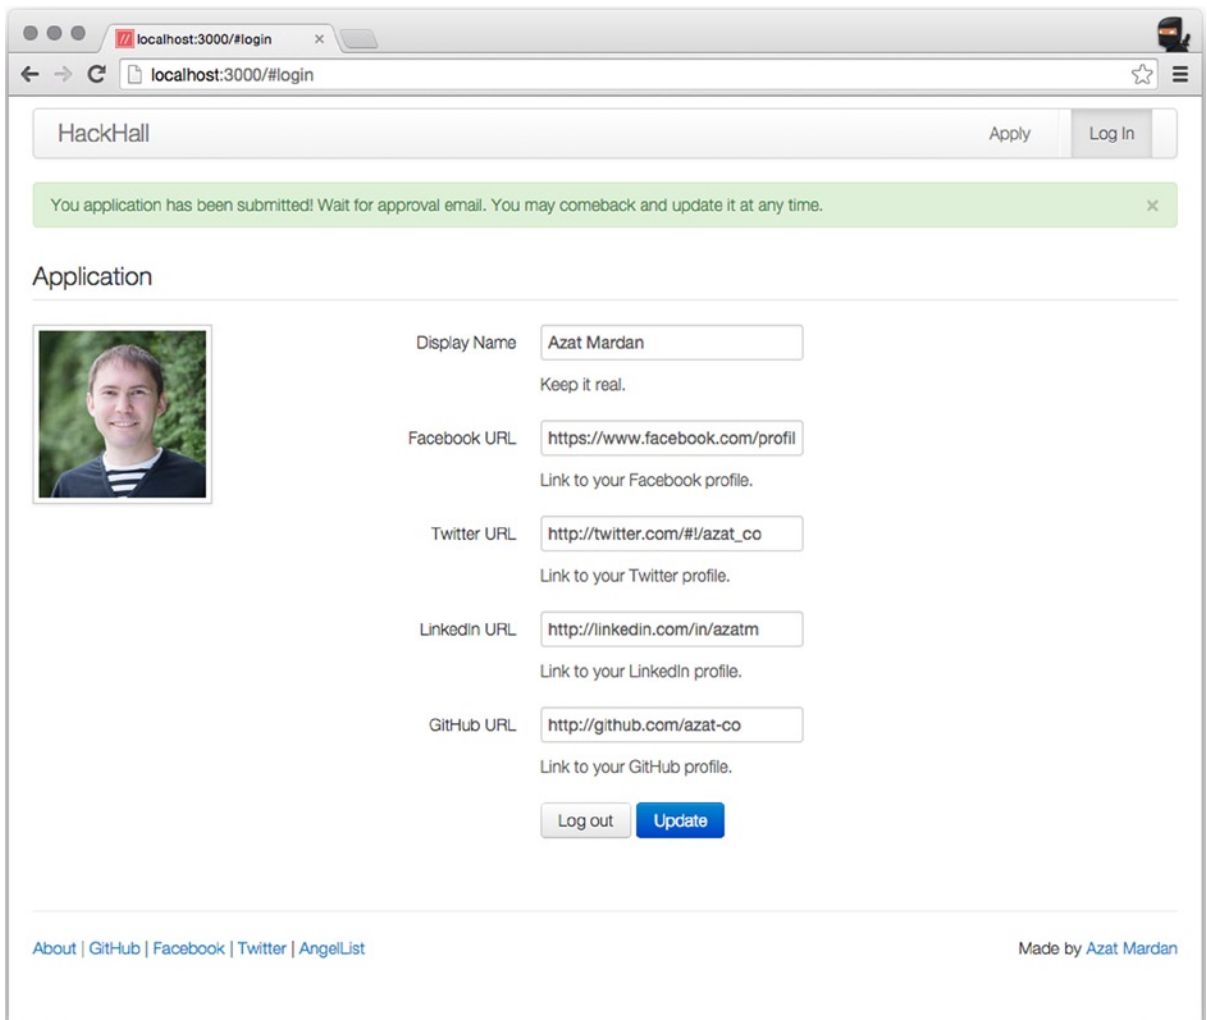 localhost:3000/#login
localhost:3000/#login
HackHall Apply Log In
You application has been submitted! Wait for approval email. You may comeback and update it at any time.
Application
Display Name Azat Mardan
Keep it real.
Facebook URL https://www.facebook.com/profil
Link to your Facebook profile.
Twitter URL http://twitter.com/#!/azat_co
Link to your Twitter profile.
LinkedIn URL http://linkedin.com/in/azatm
Link to your LinkedIn profile.
GitHub URL http://github.com/azat-co
Link to your GitHub profile.
Log out Update
About | GitHub | Facebook | Twitter | AngelList Made by Azat Mardan